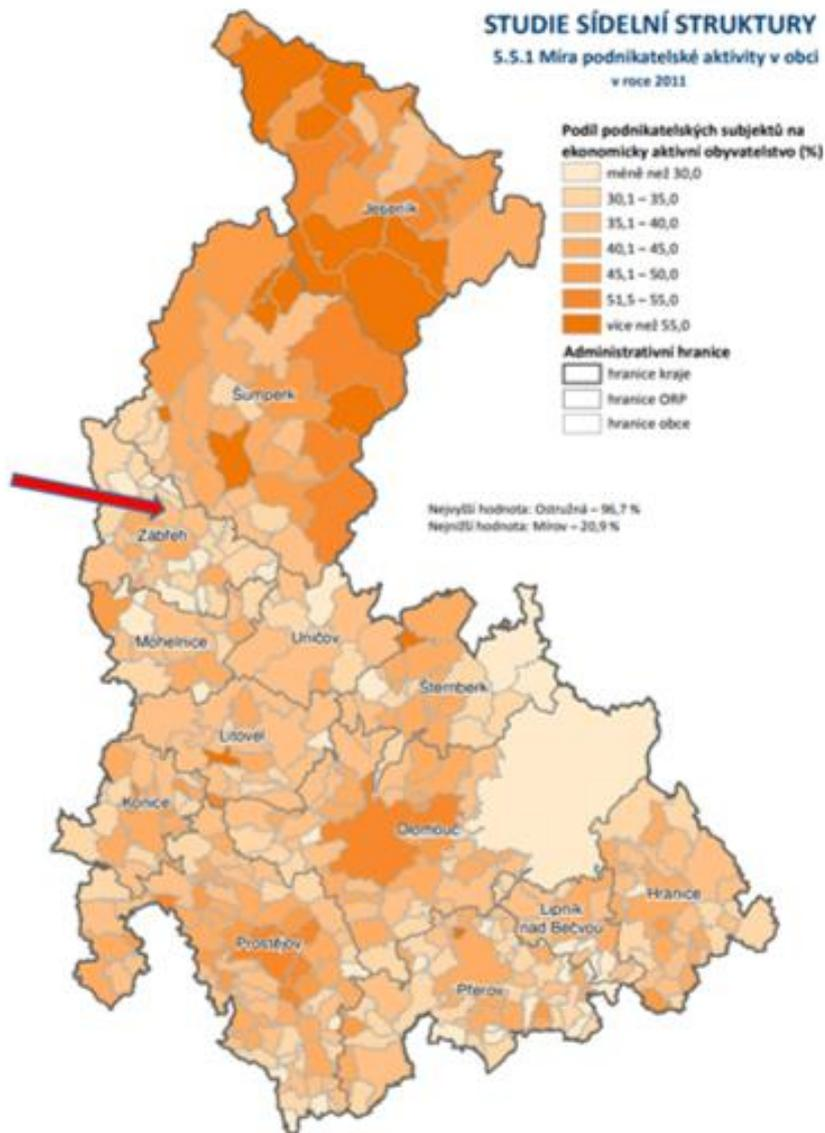 STUDIE SÍDELNÍ STRUKTURY
5.5.1 Míra podnikatelské aktivity v obci
v roce 2011
Podíl podnikatelských subjektů na
ekonomicky aktivní obyvatelstvo (%)
méně než 30,0
30,1 – 35,0
35,1 – 40,0
40,1 – 45,0
45,1 – 50,0
51,5 – 55,0
více než 55,0
Administrativní hranice
hranice kraje
hranice ORP
hranice obce
Nejvyšší hodnota: Ostružná – 96,7 %
Nejnižší hodnota: Mírov – 20,9 %
Jeseník
Šumperk
Zábřeh
Mohelnice
Uničov
Šternberk
Litovel
Konice
Olomouc
Hranice
Lipník
nad Bečvou
Prostějov
Přerov